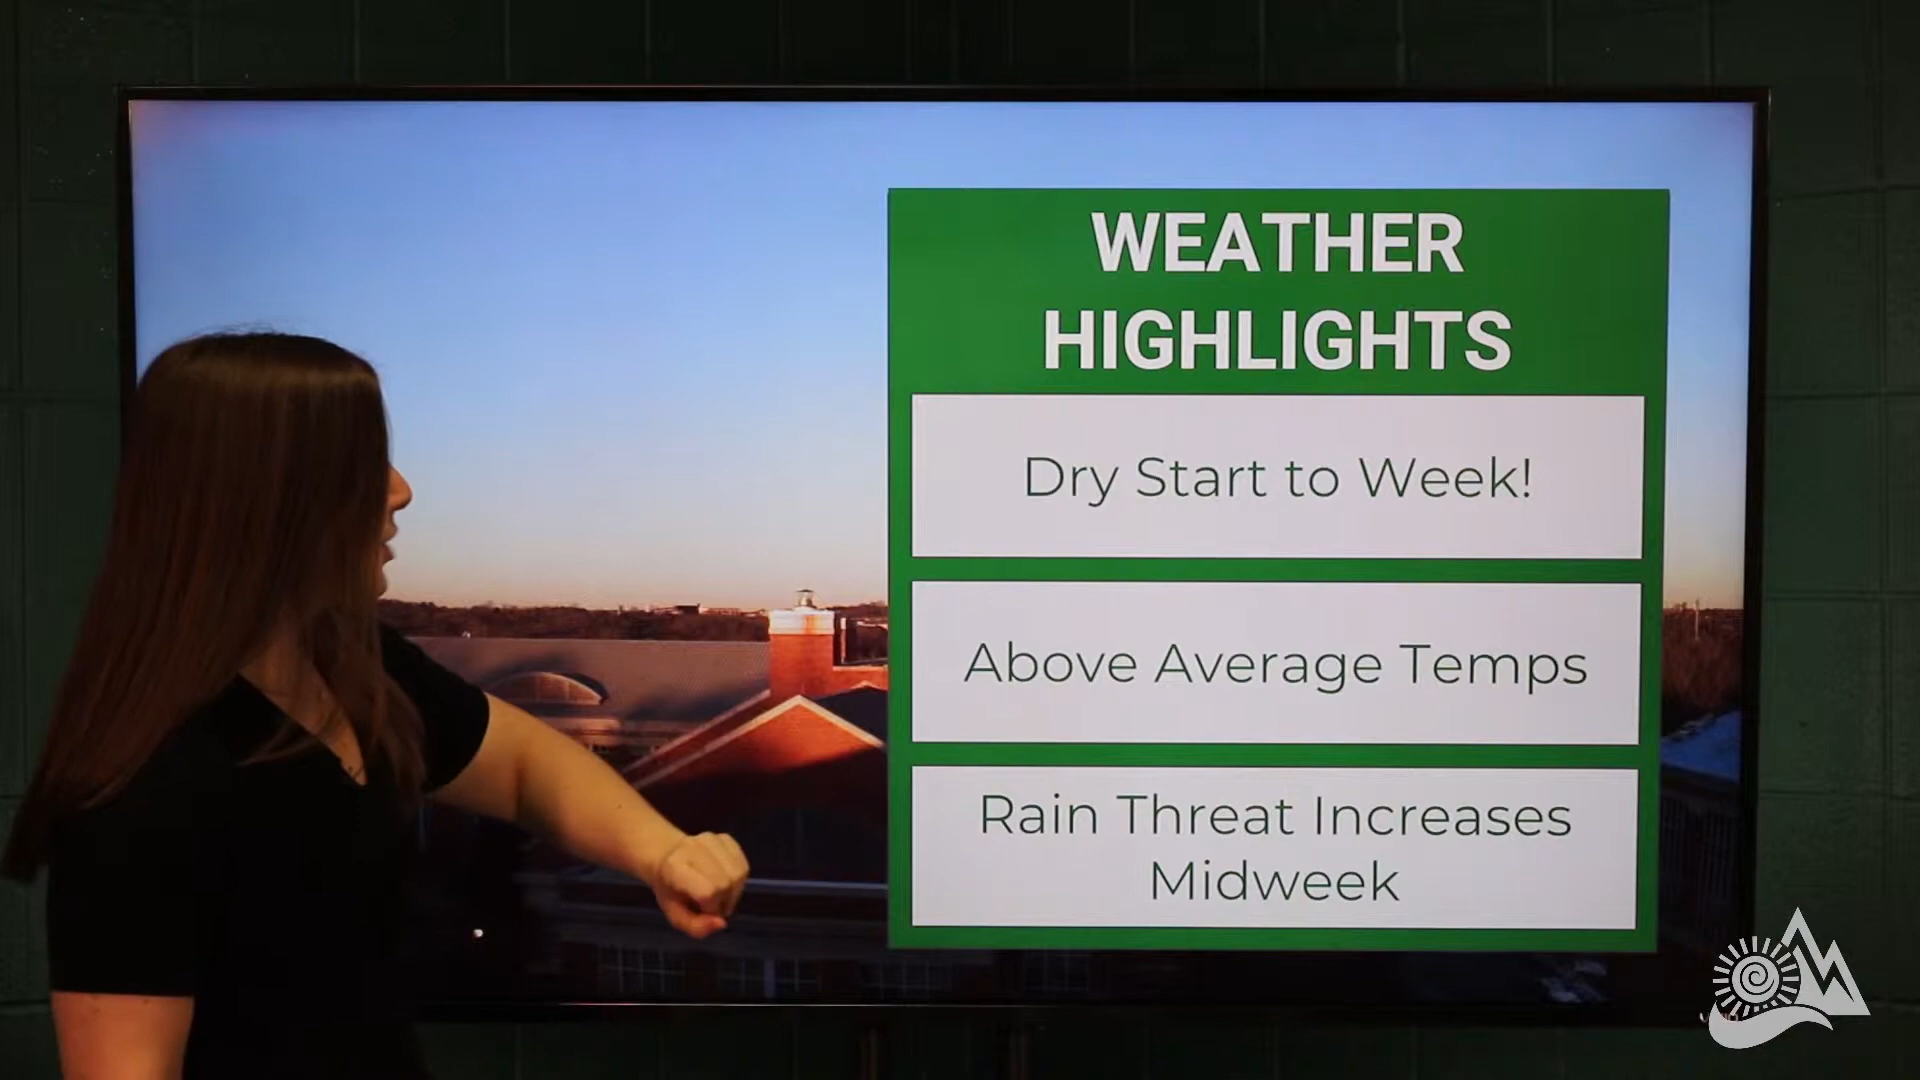 WEATHER
HIGHLIGHTS
Dry Start to Week!
Above Average Temps
Rain Threat Increases
Midweek